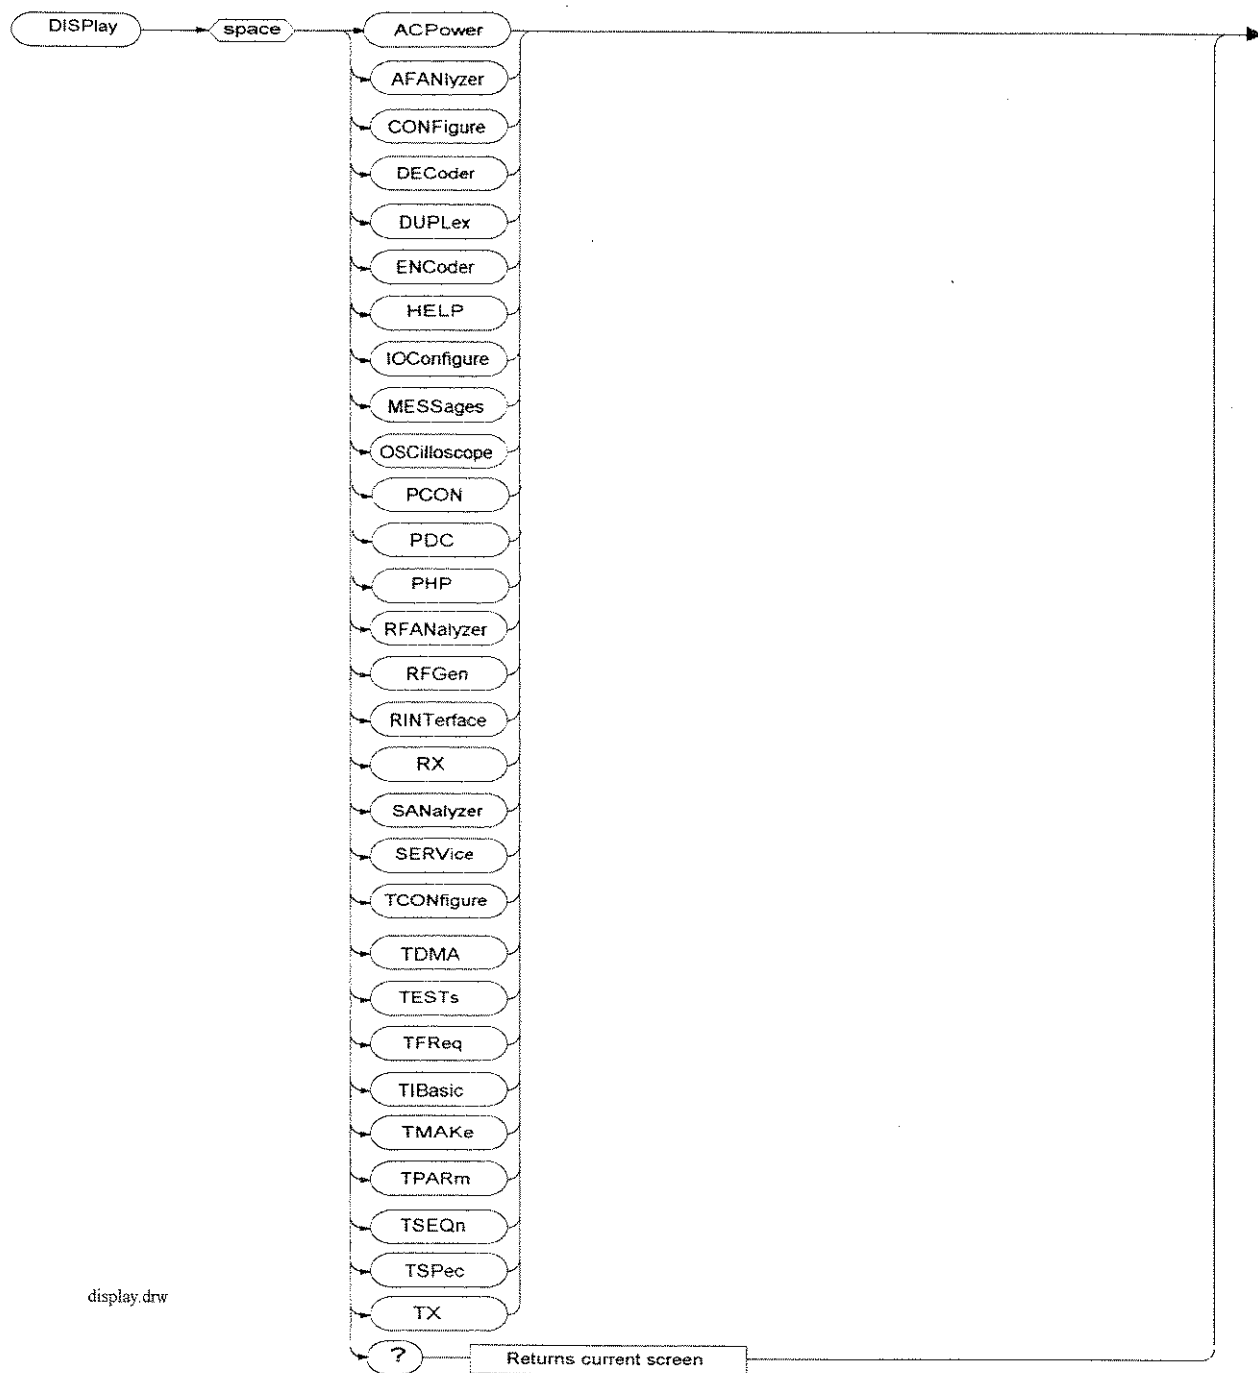 DISPlay space ACPower
AFANlyzer
CONFigure
DECoder
DUPLex
ENCoder
HELP
IOConfigure
MESSages
OSCilloscope
PCON
PDC
PHP
RFANalyzer
RFGen
RINTerface
RX
SANalyzer
SERVice
TCONfigure
TDMA
TESTs
TFReq
TIBasic
TMAKe
TPARm
TSEQn
TSPec
display.drw
TX
? Returns current screen